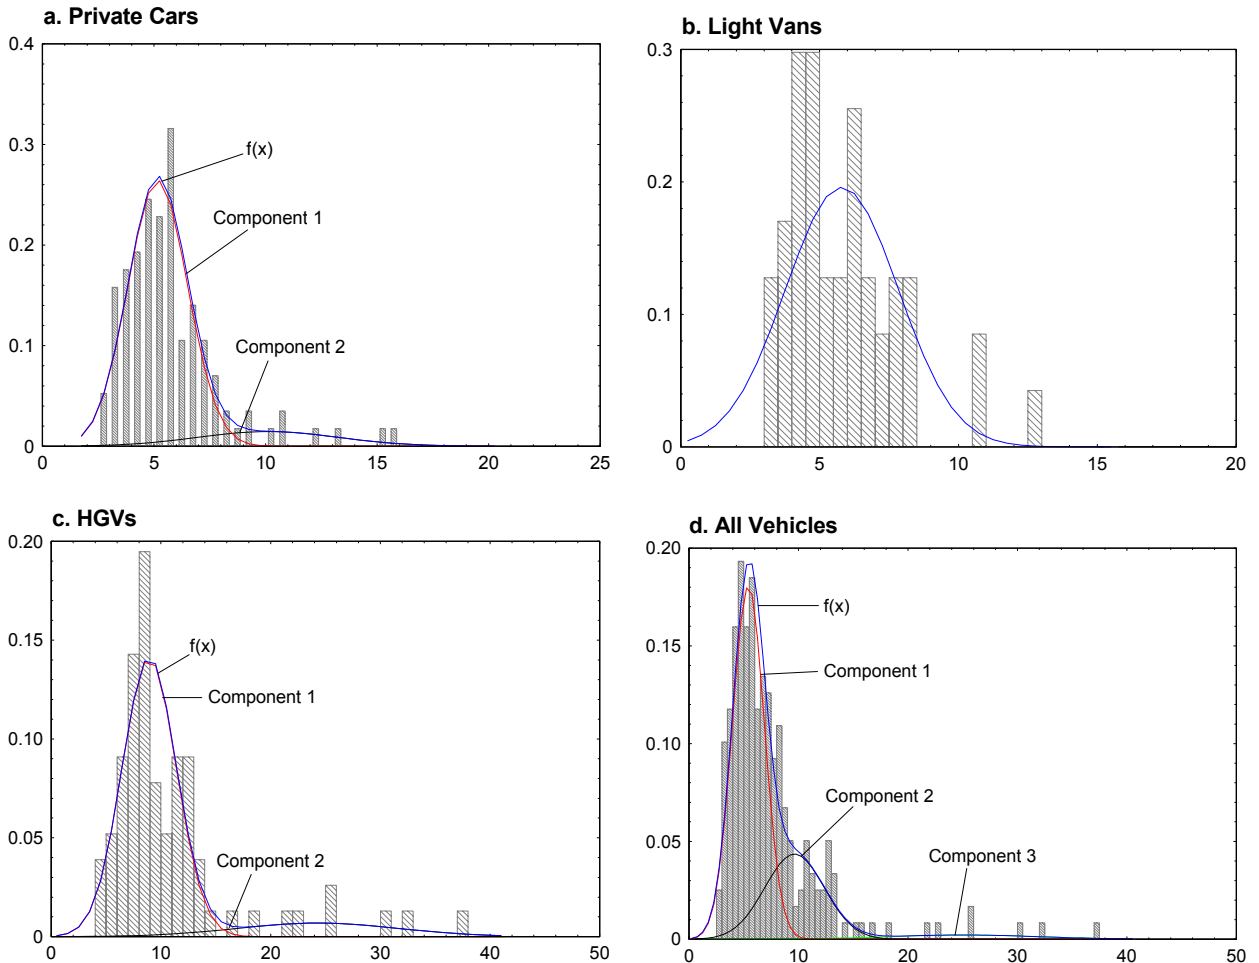 a. Private Cars
0.4
0.3
0.2
0.1
0
f(x)
Component 1
Component 2
0 5 10 15 20 25
b. Light Vans
0.3
0.2
0.1
0
0 5 10 15 20
c. HGVs
0.20
0.15
0.10
0.05
0
f(x)
Component 1
Component 2
0 10 20 30 40 50
d. All Vehicles
0.20
0.15
0.10
0.05
0
f(x)
Component 1
Component 2
Component 3
0 10 20 30 40 50